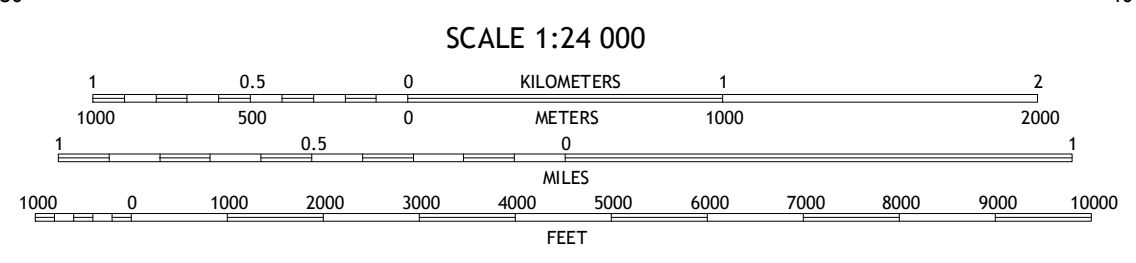 SCALE 1:24 000
1 0.5 0 KILOMETERS 1 2
1000 500 0 METERS 1000 2000
1 0.5 0 1
MILES
1000 0 1000 2000 3000 4000 5000 6000 7000 8000 9000 10000
FEET